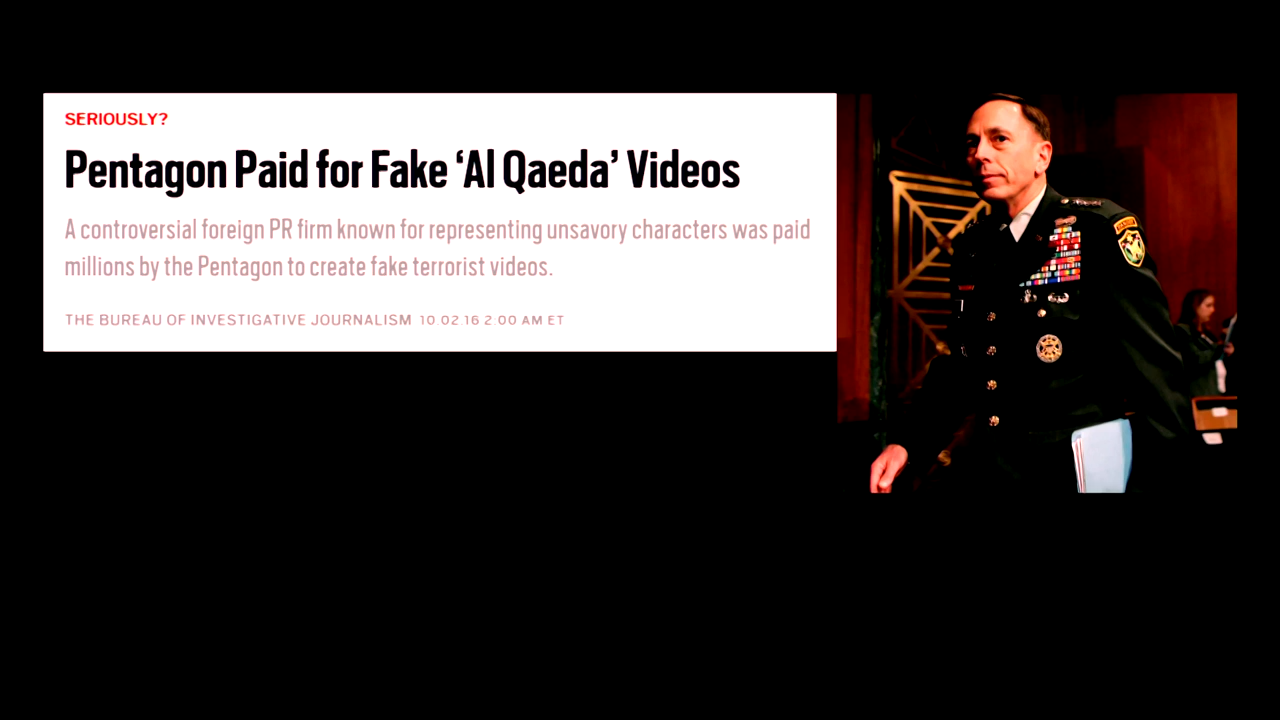 SERIOUSLY?
Pentagon Paid for Fake ‘Al Qaeda’ Videos
A controversial foreign PR firm known for representing unsavory characters was paid
millions by the Pentagon to create fake terrorist videos.
THE BUREAU OF INVESTIGATIVE JOURNALISM 10.02.16 2:00 AM ET